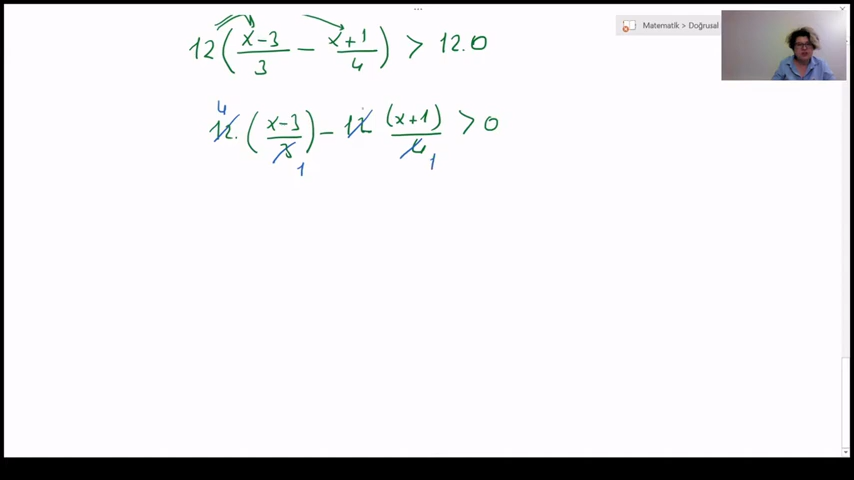 Matematik > Doğrusal
12(x-3/3 - x+1/4) > 12.0
4 12. (x-3/3) - 12 (x+1)/4 > 0
1 1